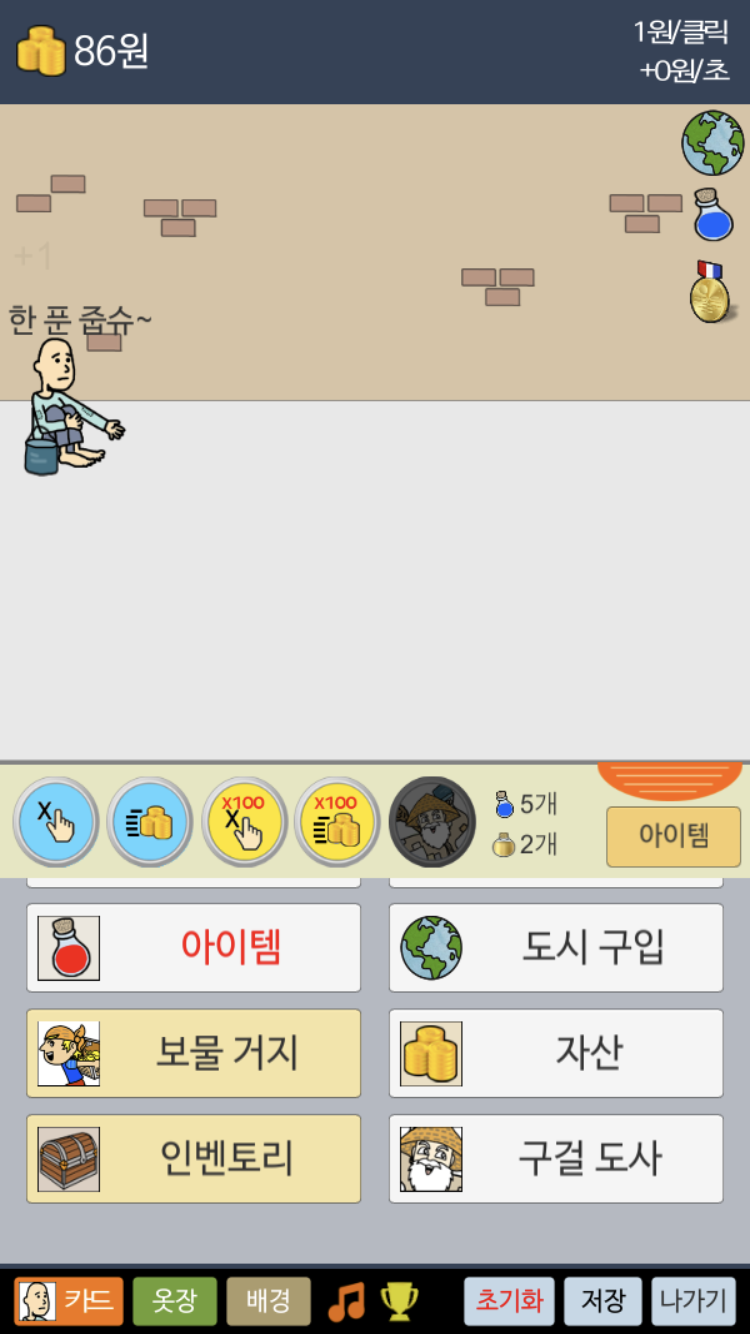 86원
1원/클릭
+0원/초
+1
한 푼 줍슈~
X
X100
X
X100
5개
2개
아이템
아이템
도시 구입
보물 거지
자산
인벤토리
구걸 도사
카드
옷장
배경
초기화
저장
나가기